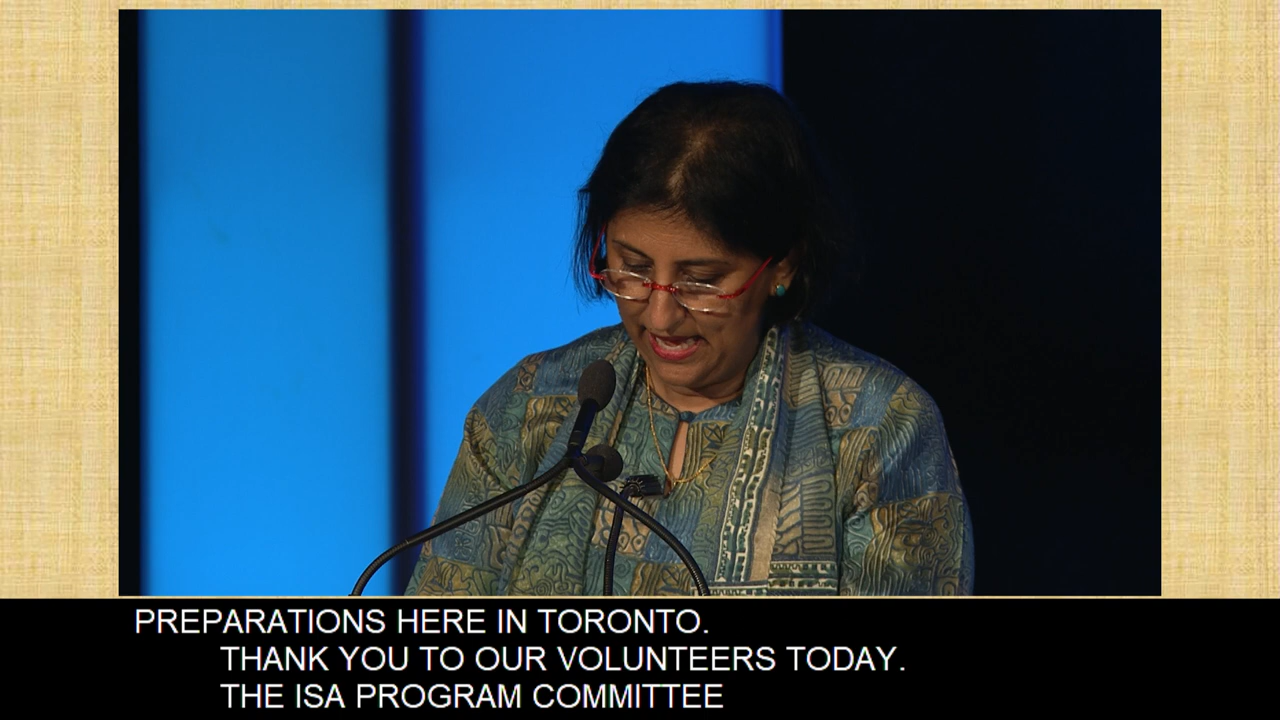 PREPARATIONS HERE IN TORONTO.
THANK YOU TO OUR VOLUNTEERS TODAY.
THE ISA PROGRAM COMMITTEE